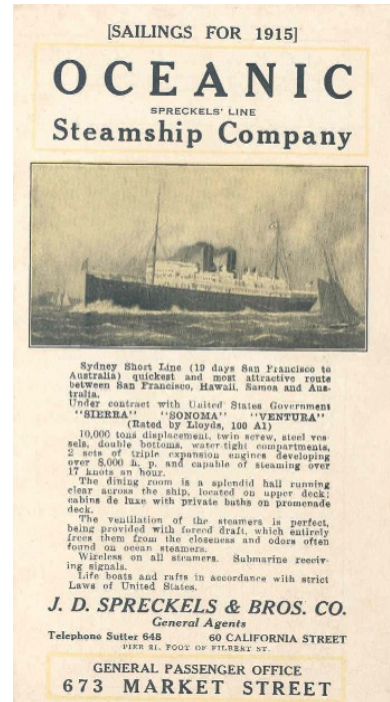 [SAILINGS FOR 1915]
OCEANIC
SPRECKELS' LINE
Steamship Company
Sydney Short Line (19 days San Francisco to
Australia) quickest and most attractive route
between San Francisco, Hawaii, Samoa and Aus-
tralia.
Under contract with United States Government
"SIERRA" "SONOMA" "VENTURA"
(Rated by Lloyds, 100 A1)
10,000 tons displacement, twin screw, steel ves-
sels, double bottoms, water-tight compartments,
2 sets of triple expansion engines developing
over 8,000 h. p. and capable of steaming over
17 knots an hour.
The dining room is a splendid hall running
clear across the ship, located on upper deck;
cabins de luxe with private baths on promenade
deck.
The ventilation of the steamers is perfect,
being provided with forced draft, which entirely
frees them from the closeness and odors often
found on ocean steamers.
Wireless on all steamers. Submarine receiv-
ing signals.
Life boats and rafts in accordance with strict
Laws of United States.
J. D. SPRECKELS & BROS. CO.
General Agents
Telephone Sutter 648 60 CALIFORNIA STREET
PIER 21, FOOT OF FILBERT ST.
GENERAL PASSENGER OFFICE
673 MARKET STREET